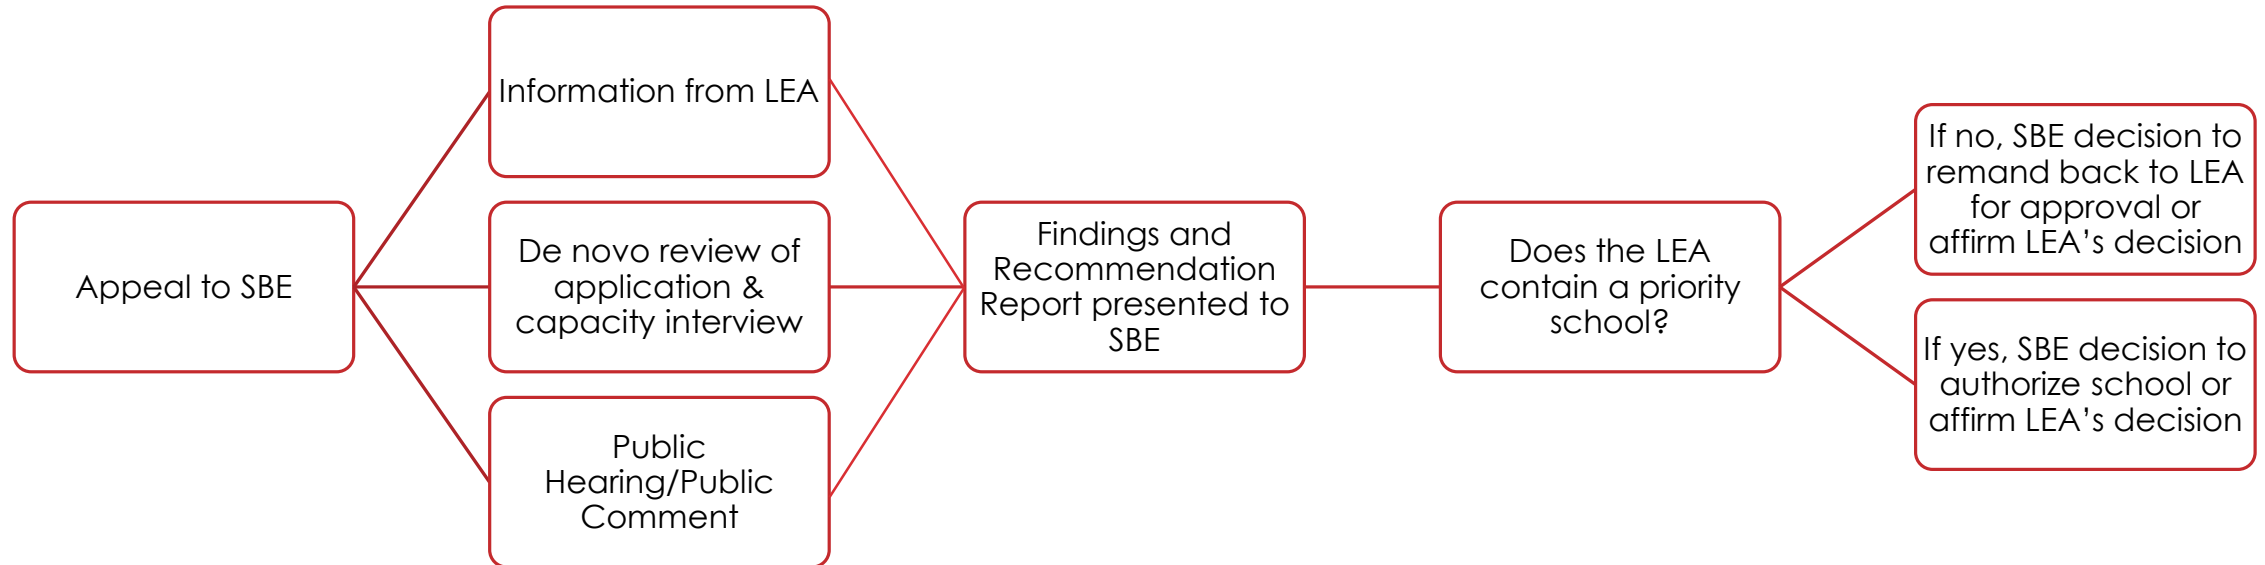 Appeal to SBE
Information from LEA
De novo review of
application &
capacity interview
Public
Hearing/Public
Comment
Findings and
Recommendation
Report presented to
SBE
Does the LEA
contain a priority
school?
If no, SBE decision to
remand back to LEA
for approval or
affirm LEA’s decision
If yes, SBE decision to
authorize school or
affirm LEA’s decision